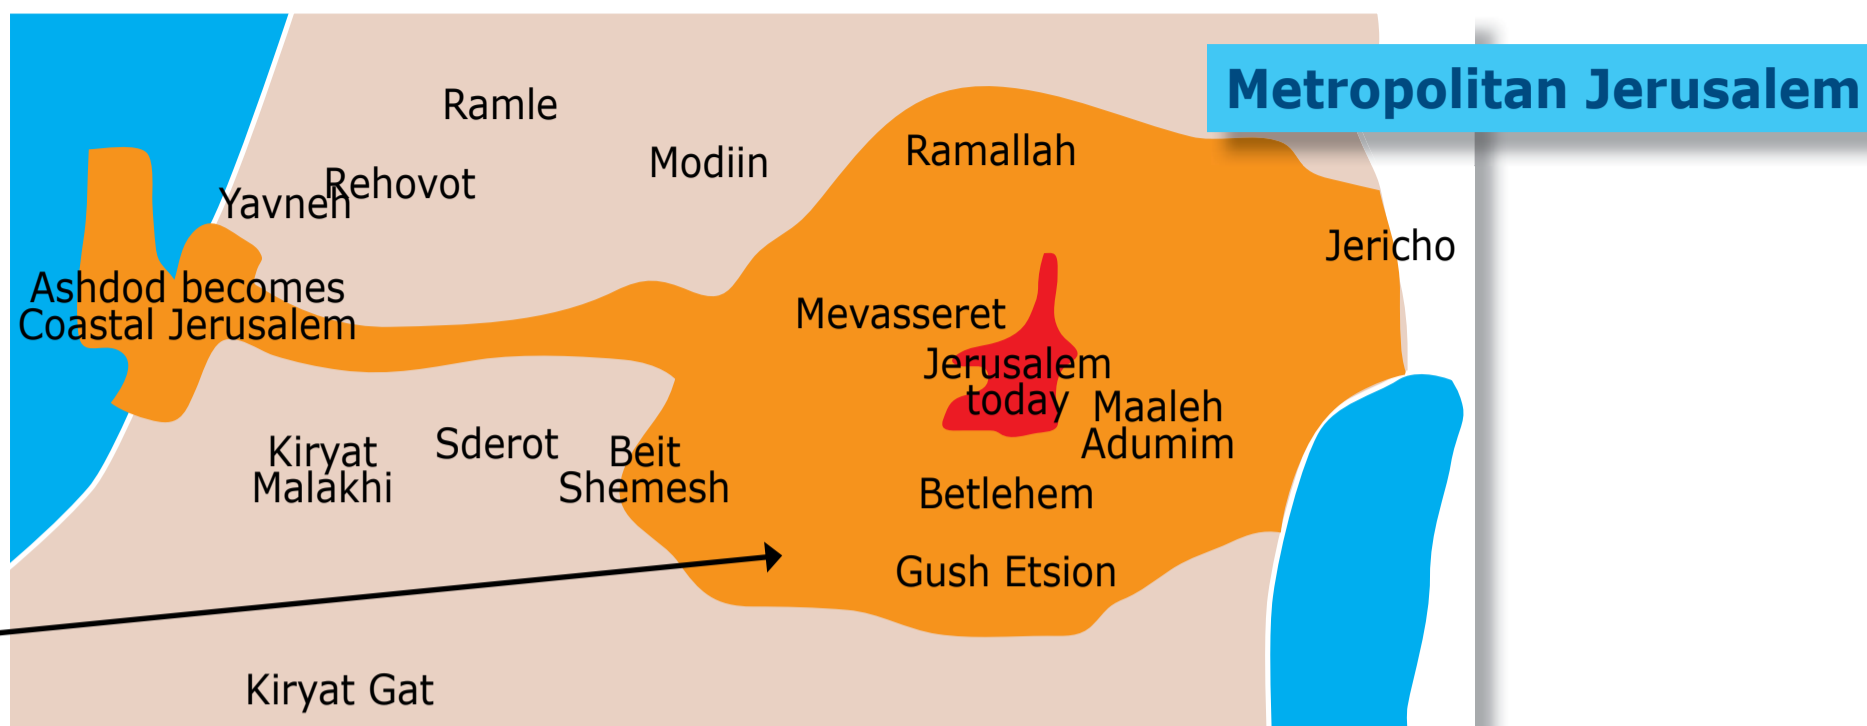 Metropolitan Jerusalem
Ramle
Modiin
Ramallah
Rehovot
Yavneh
Jericho
Ashdod becomes
Coastal Jerusalem
Mevasseret
Jerusalem
today
Maaleh
Adumim
Kiryat
Malakhi
Sderot
Beit
Shemesh
Betlehem
Gush Etsion
Kiryat Gat